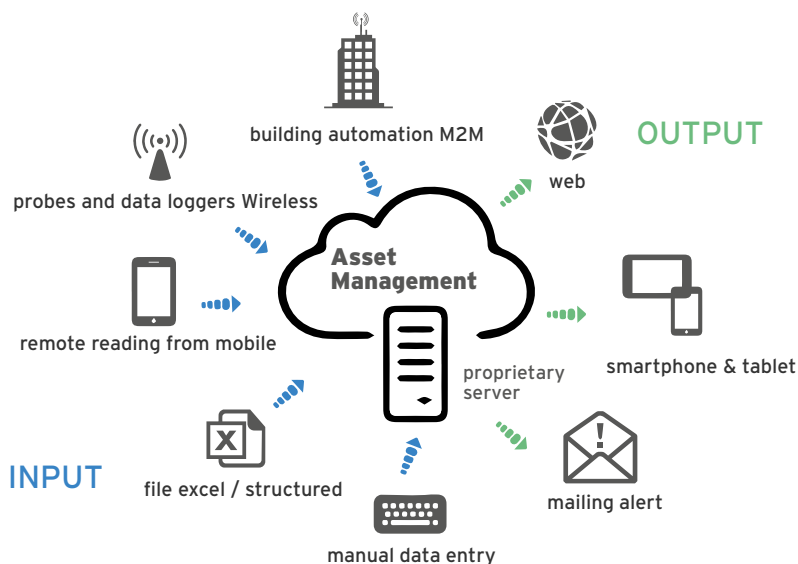 building automation M2M
OUTPUT
web
probes and data loggers Wireless
Asset
Management
remote reading from mobile
smartphone & tablet
proprietary
server
X
INPUT
file excel / structured
!
mailing alert
manual data entry